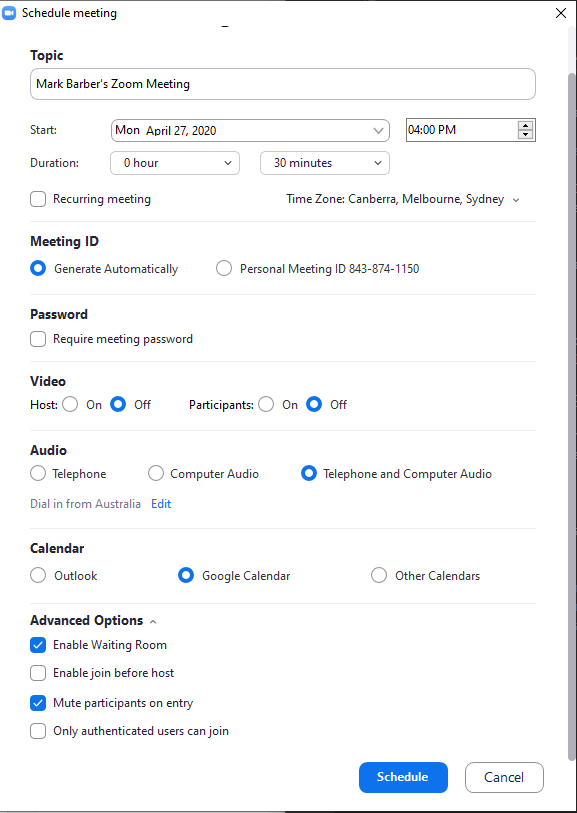 Schedule meeting
Topic
Mark Barber's Zoom Meeting
Start: Mon April 27, 2020 04:00 PM
Duration: 0 hour 30 minutes
Recurring meeting Time Zone: Canberra, Melbourne, Sydney
Meeting ID
Generate Automatically Personal Meeting ID 843-874-1150
Password
Require meeting password
Video
Host: On Off Participants: On Off
Audio
Telephone Computer Audio Telephone and Computer Audio
Dial in from Australia Edit
Calendar
Outlook Google Calendar Other Calendars
Advanced Options
Enable Waiting Room
Enable join before host
Mute participants on entry
Only authenticated users can join
Schedule Cancel